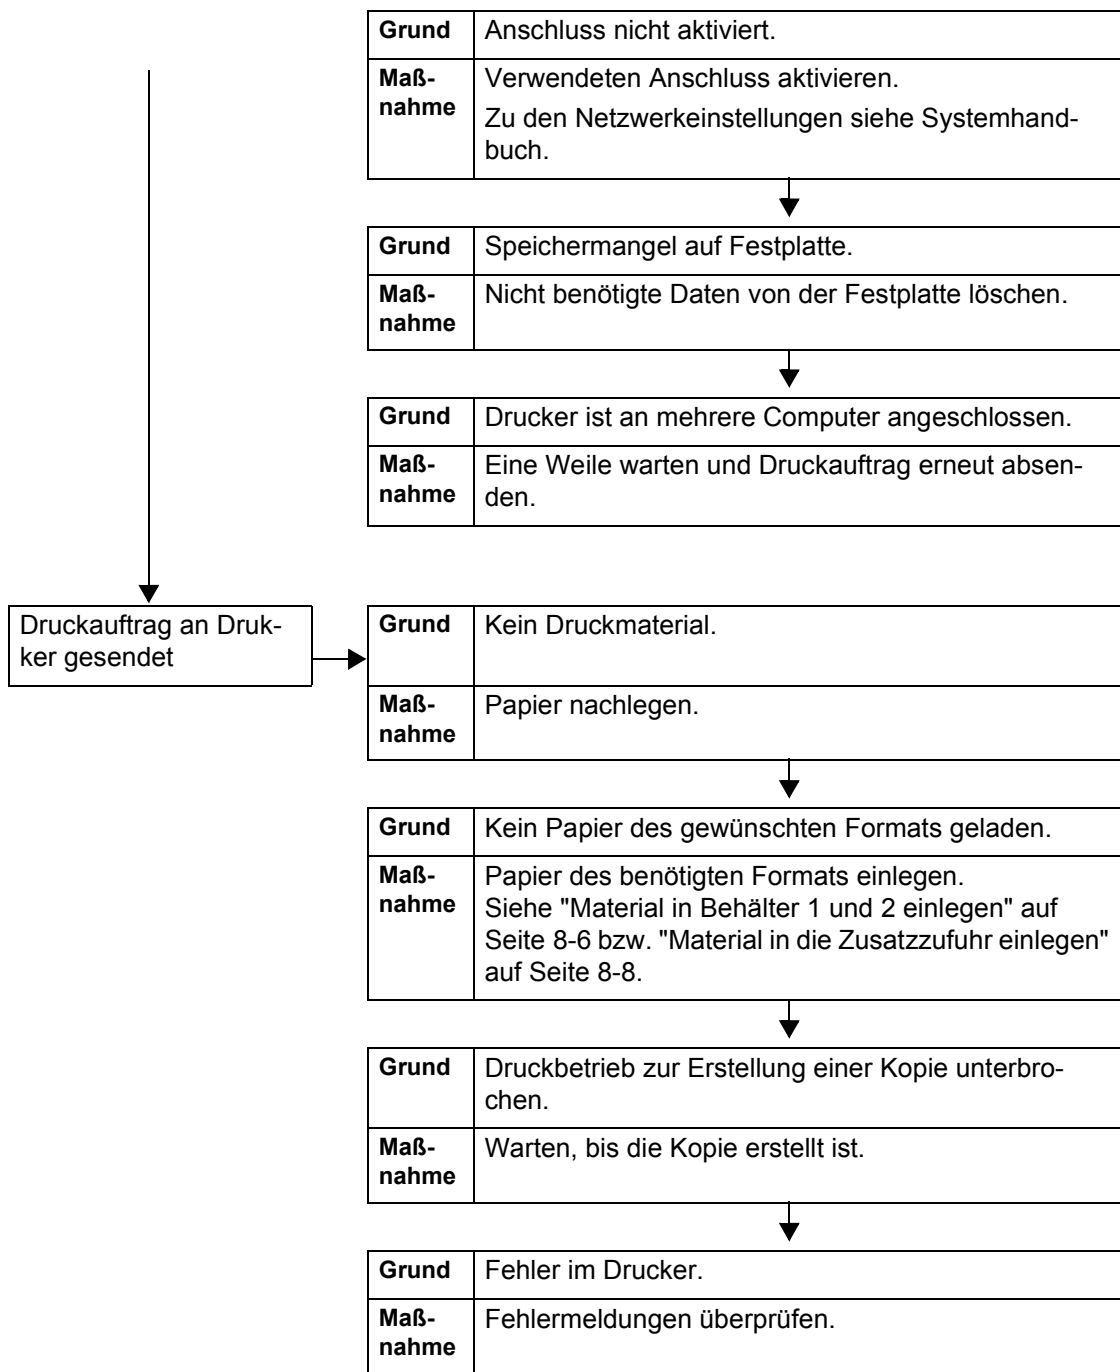 Grund Anschluss nicht aktiviert.
Maß- Verwendeten Anschluss aktivieren.
nahme
Zu den Netzwerkeinstellungen siehe Systemhand-
buch.
Grund Speichermangel auf Festplatte.
Maß- Nicht benötigte Daten von der Festplatte löschen.
nahme
Grund Drucker ist an mehrere Computer angeschlossen.
Maß- Eine Weile warten und Druckauftrag erneut absen-
nahme den.
Druckauftrag an Druk-
ker gesendet
Grund Kein Druckmaterial.
Maß- Papier nachlegen.
nahme
Grund Kein Papier des gewünschten Formats geladen.
Maß- Papier des benötigten Formats einlegen.
nahme Siehe "Material in Behälter 1 und 2 einlegen" auf
Seite 8-6 bzw. "Material in die Zusatzzufuhr einlegen"
auf Seite 8-8.
Grund Druckbetrieb zur Erstellung einer Kopie unterbro-
chen.
Maß- Warten, bis die Kopie erstellt ist.
nahme
Grund Fehler im Drucker.
Maß- Fehlermeldungen überprüfen.
nahme